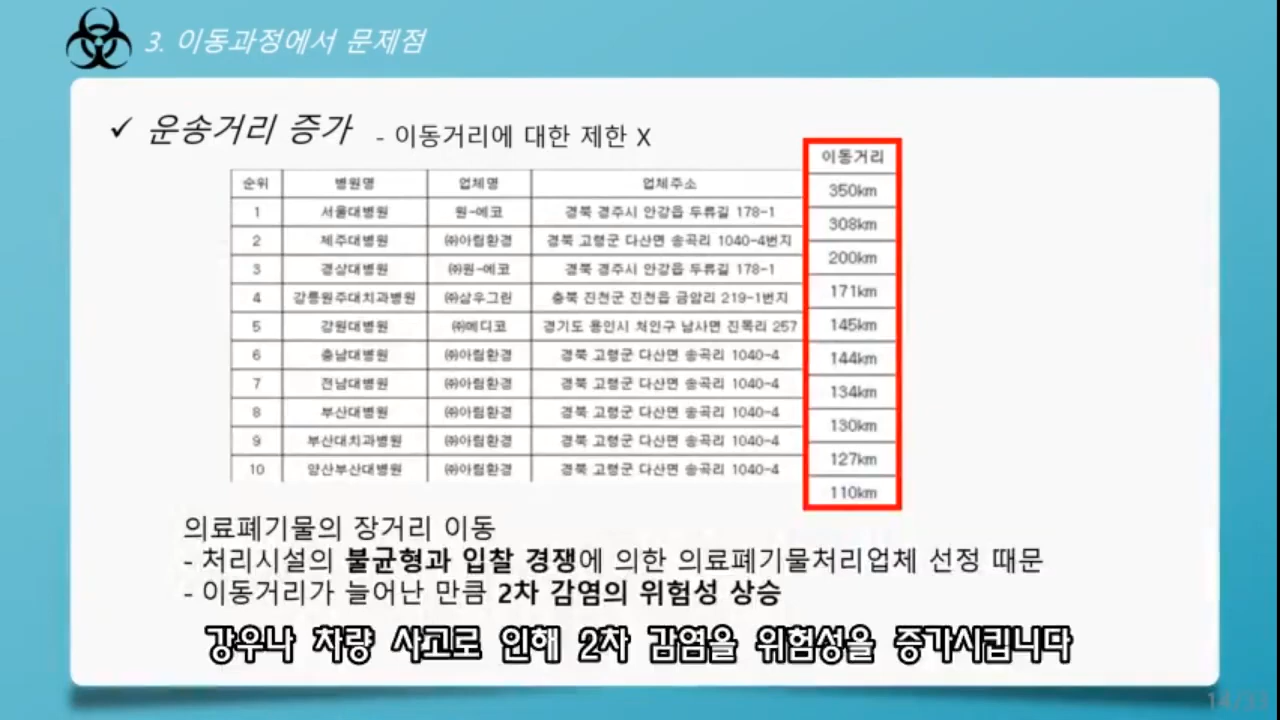 3. 이동과정에서 문제점
✓ 운송거리 증가 - 이동거리에 대한 제한 X
순위 병원명 업체명 업체주소 이동거리
1 서울대병원 원-에코 경북 경주시 안강읍 두류길 178-1 350km
2 제주대병원 ㈜아림환경 경북 고령군 다산면 송곡리 1040-4번지 308km
3 경상대병원 ㈜원-에코 경북 경주시 안강읍 두류길 178-1 200km
4 강릉원주대치과병원 ㈜삼우그린 충북 진천군 진천읍 금암리 219-1번지 171km
5 강원대병원 ㈜메디코 경기도 용인시 처인구 남사면 진목리 257 145km
6 충남대병원 ㈜아림환경 경북 고령군 다산면 송곡리 1040-4 144km
7 전남대병원 ㈜아림환경 경북 고령군 다산면 송곡리 1040-4 134km
8 부산대병원 ㈜아림환경 경북 고령군 다산면 송곡리 1040-4 130km
9 부산대치과병원 ㈜아림환경 경북 고령군 다산면 송곡리 1040-4 127km
10 양산부산대병원 ㈜아림환경 경북 고령군 다산면 송곡리 1040-4 110km
의료폐기물의 장거리 이동
- 처리시설의 불균형과 입찰 경쟁에 의한 의료폐기물처리업체 선정 때문
- 이동거리가 늘어난 만큼 2차 감염의 위험성 상승
강우나 차량 사고로 인해 2차 감염을 위험성을 증가시킵니다
14/33